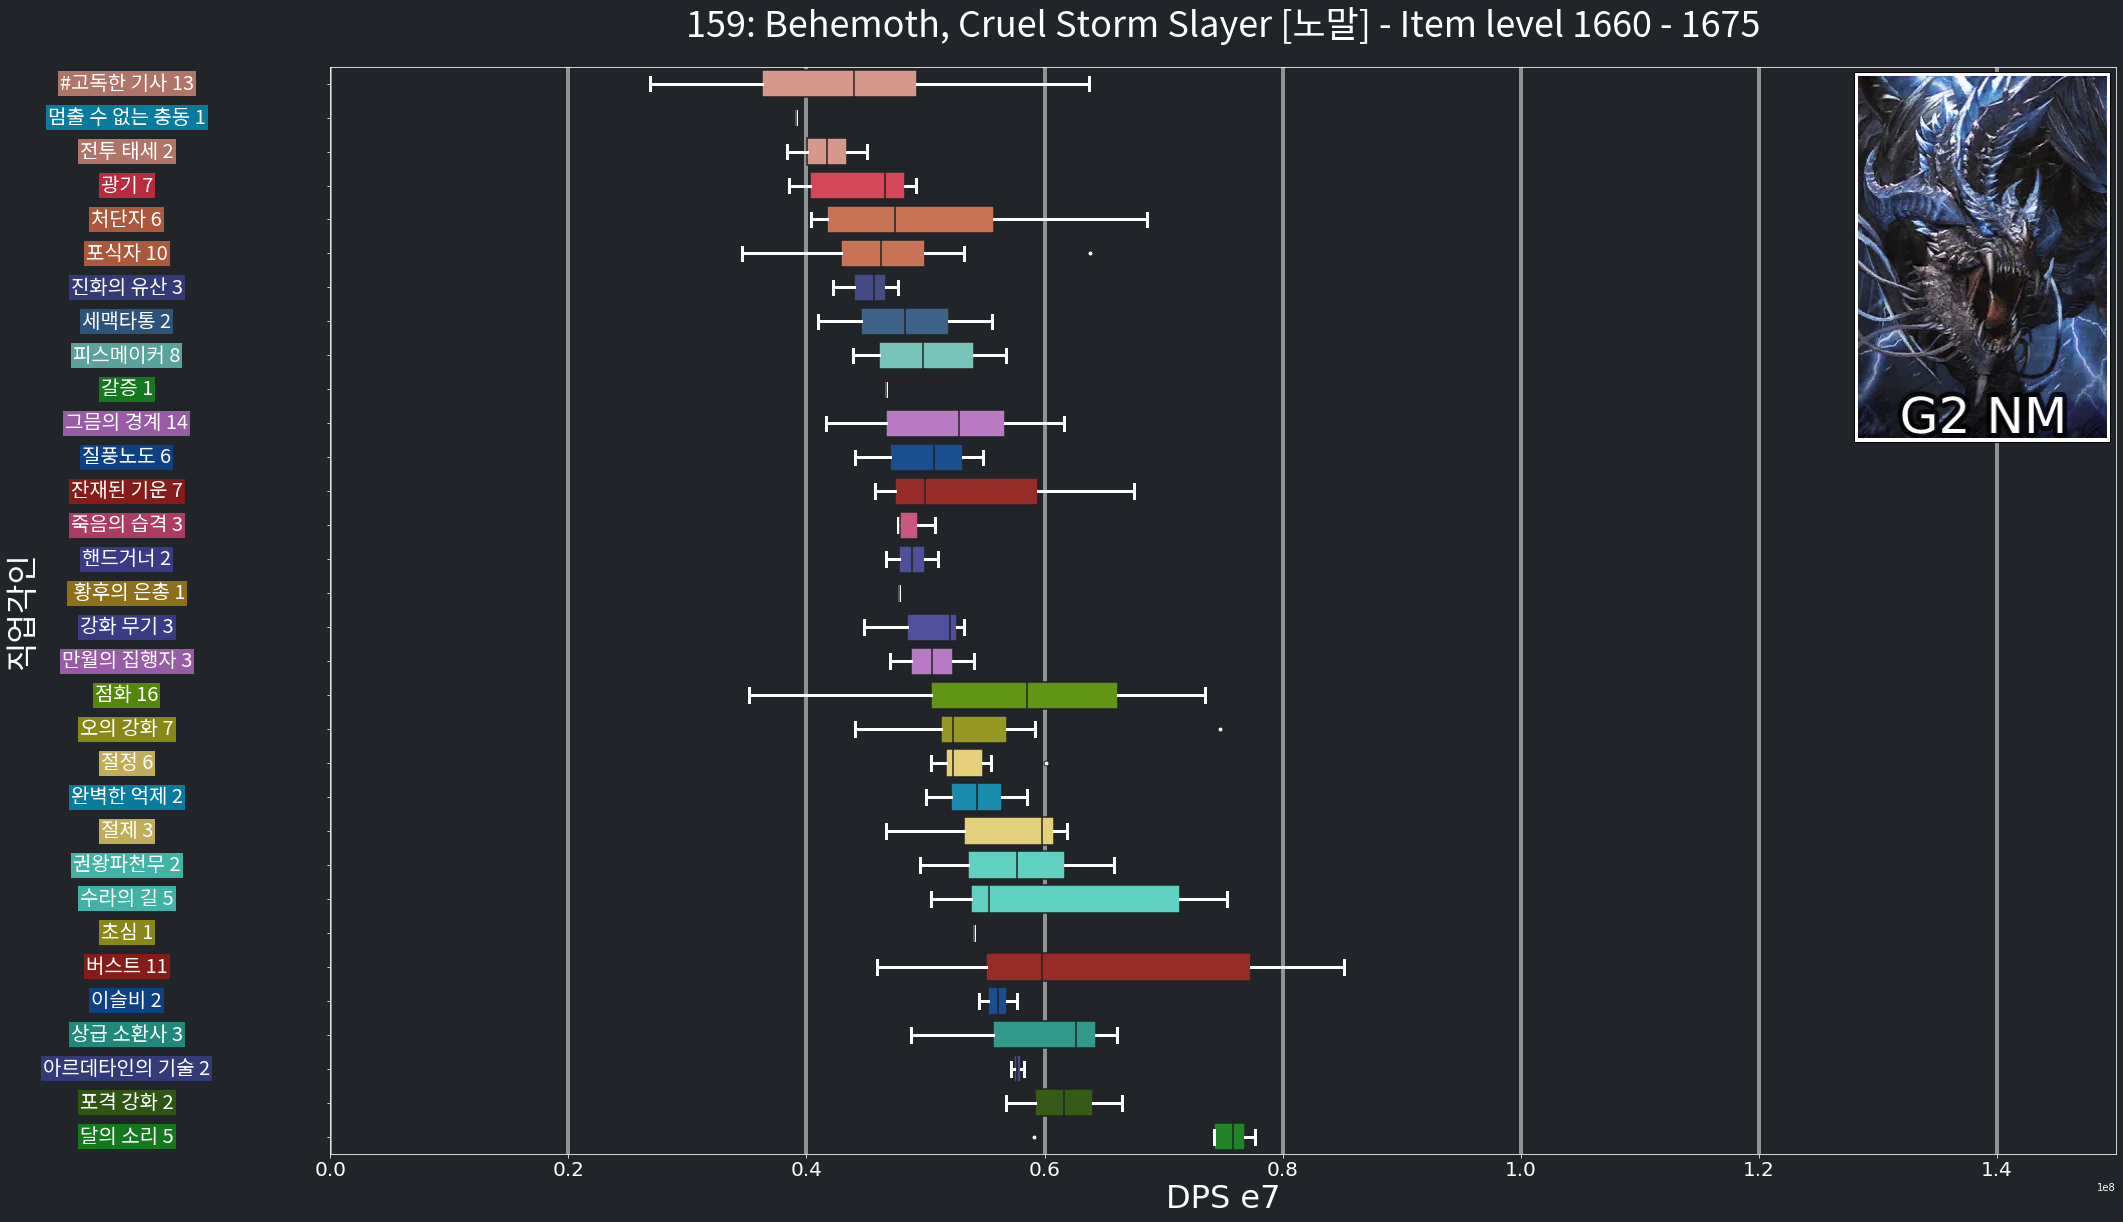 159: Behemoth, Cruel Storm Slayer [노말] - Item level 1660 - 1675
#고독한 기사 13
멈출 수 없는 충동 1
전투 태세 2
광기 7
처단자 6
포식자 10
진화의 유산 3
세맥타통 2
피스메이커 8
갈증 1
그믐의 경계 14
질풍노도 6
잔재된 기운 7
죽음의 습격 3
핸드거너 2
황후의 은총 1
강화 무기 3
만월의 집행자 3
점화 16
오의 강화 7
절정 6
완벽한 억제 2
절제 3
권왕파천무 2
수라의 길 5
초심 1
버스트 11
이슬비 2
상급 소환사 3
아르데타인의 기술 2
포격 강화 2
달의 소리 5
직업각인
G2 NM
0.0 0.2 0.4 0.6 0.8 1.0 1.2 1.4
1e8
DPS e7